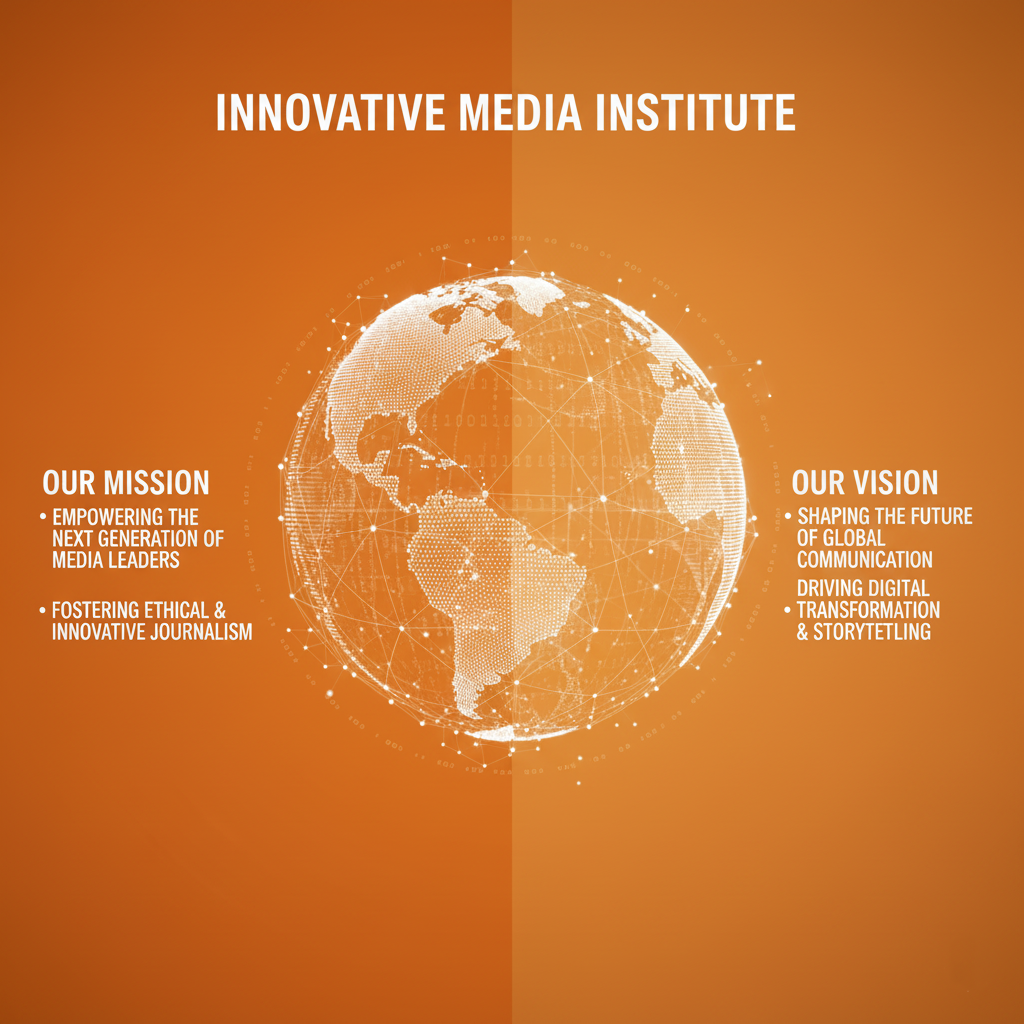 INNOVATIVE MEDIA INSTITUTE
OUR MISSION
• EMPOWERING THE
NEXT GENERATION OF
MEDIA LEADERS
• FOSTERING ETHICAL &
INNOVATIVE JOURNALISM
OUR VISION
• SHAPING THE FUTURE
OF GLOBAL
COMMUNICATION
DRIVING DIGITAL
• TRANSFORMATION
& STORYTETLING